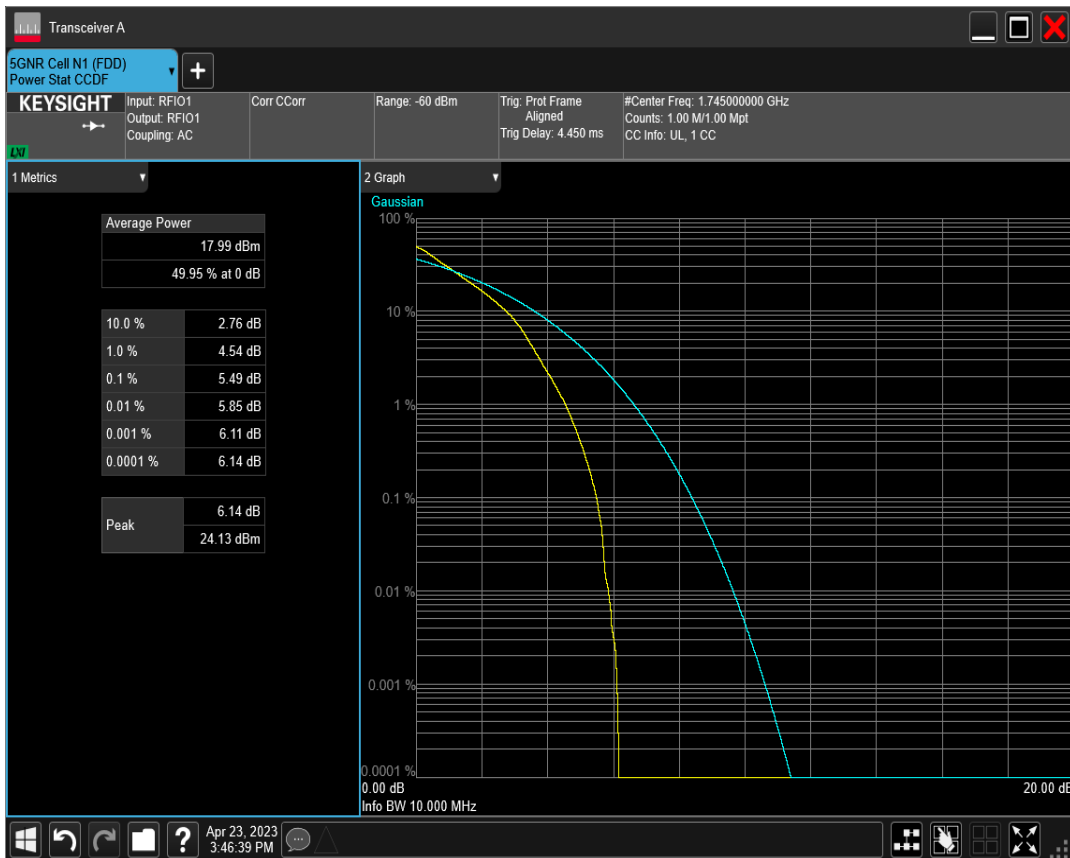 Transceiver A
5GNR Cell N1 (FDD)
Power Stat CCDF
+
KEYSIGHT
LXI
Input: RFIO1
Output: RFIO1
Coupling: AC
Corr CCorr
Range: -60 dBm
Trig: Prot Frame
Aligned
Trig Delay: 4.450 ms
#Center Freq: 1.745000000 GHz
Counts: 1.00 M/1.00 Mpt
CC Info: UL, 1 CC
1 Metrics
Average Power
17.99 dBm
49.95 % at 0 dB
10.0 % 2.76 dB
1.0 % 4.54 dB
0.1 % 5.49 dB
0.01 % 5.85 dB
0.001 % 6.11 dB
0.0001 % 6.14 dB
Peak 6.14 dB
24.13 dBm
2 Graph
Gaussian
100 %
10 %
1 %
0.1 %
0.01 %
0.001 %
0.0001 %
0.00 dB 20.00 dB
Info BW 10.000 MHz
?
Apr 23, 2023
3:46:39 PM